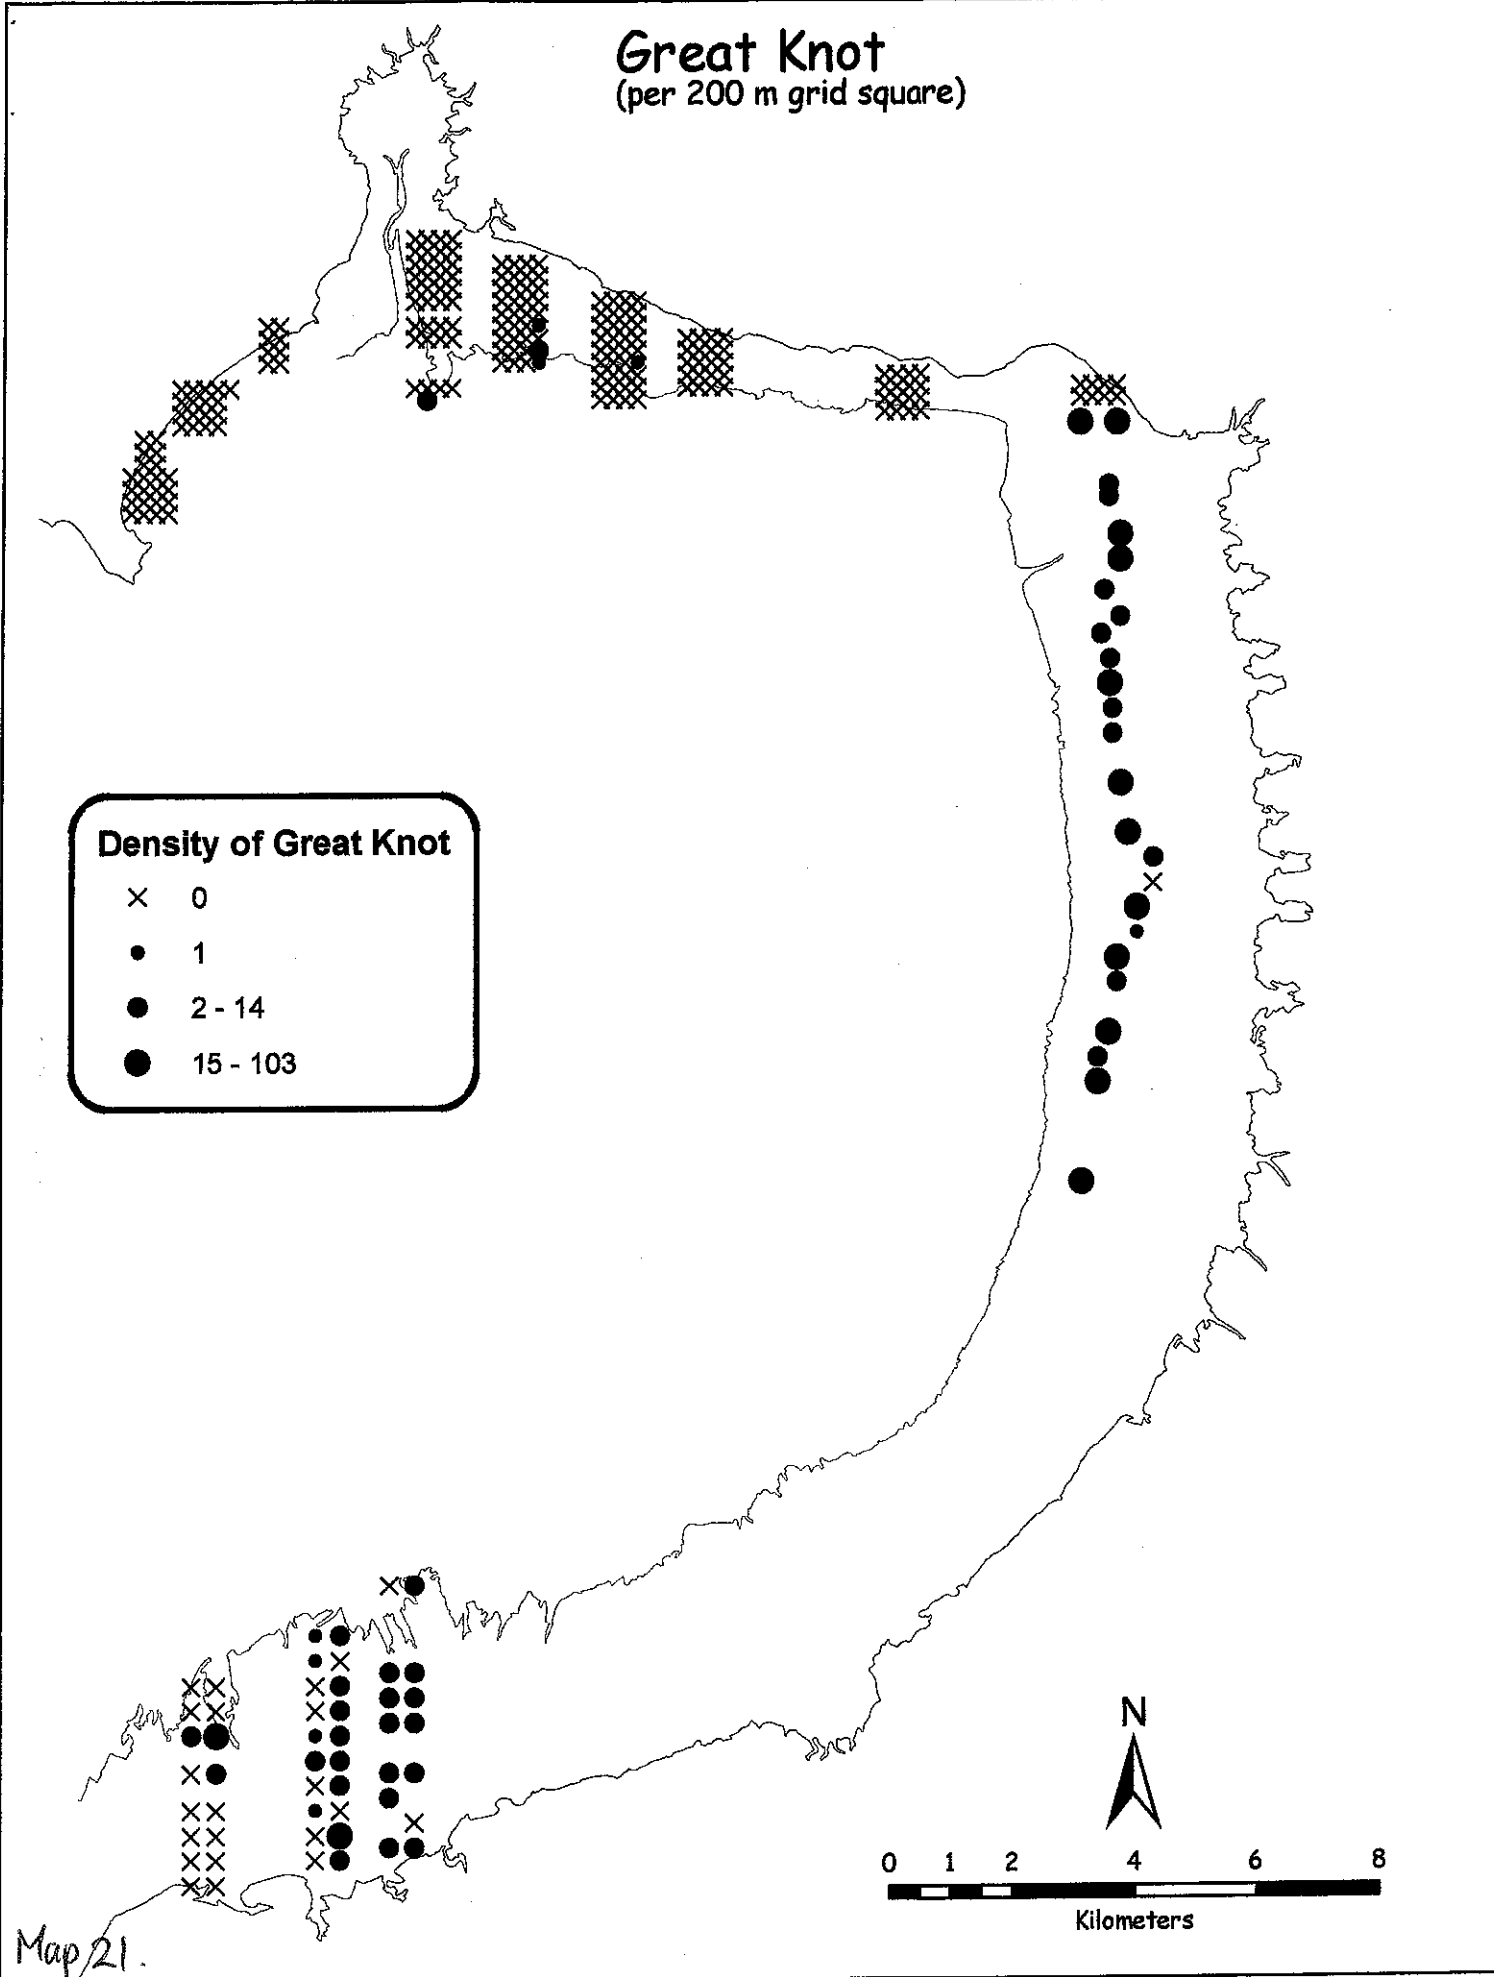 Great Knot
(per 200 m grid square)
Density of Great Knot
0
1
2 - 14
15 - 103
N
0 1 2 4 6 8
Kilometers
Map 21.